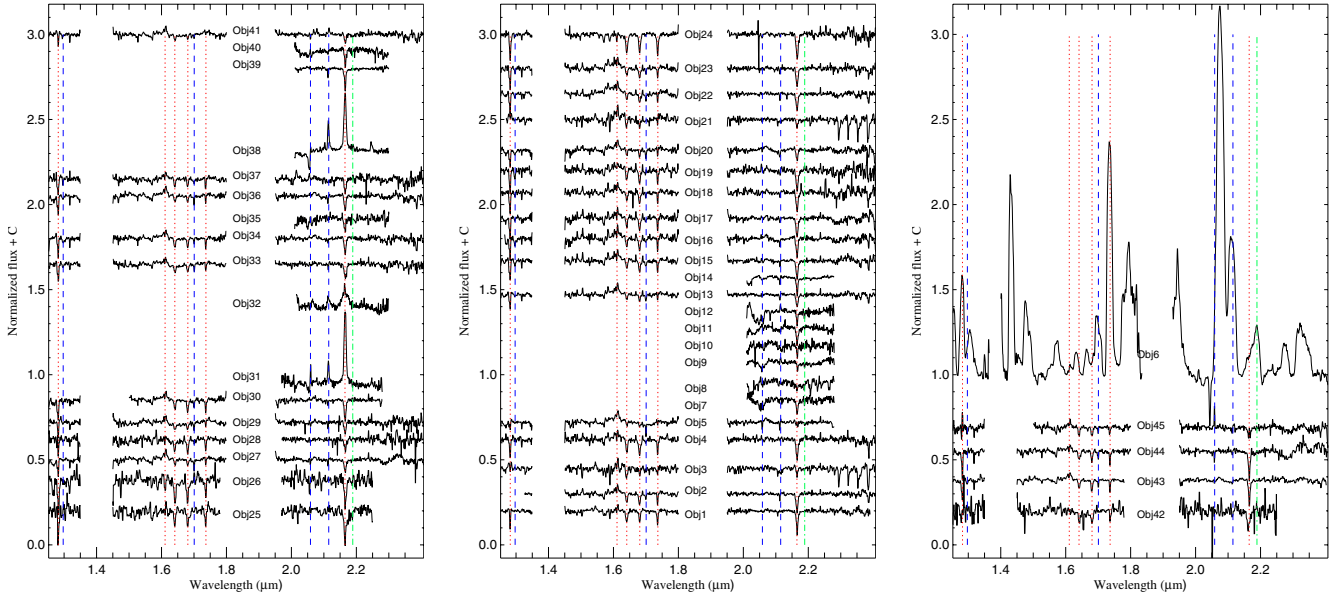 3.0
2.5
2.0
1.5
1.0
0.5
0.0
Normalized flux + C
1.4
1.6
1.8
2.0
2.2
Wavelength (μm)
Obj41
Obj40
Obj39
Obj38
Obj37
Obj36
Obj35
Obj34
Obj33
Obj32
Obj31
Obj30
Obj29
Obj28
Obj27
Obj26
Obj25
3.0
2.5
2.0
1.5
1.0
0.5
0.0
Normalized flux + C
1.4
1.6
1.8
2.0
2.2
Wavelength (μm)
Obj24
Obj23
Obj22
Obj21
Obj20
Obj19
Obj18
Obj17
Obj16
Obj15
Obj14
Obj13
Obj12
Obj11
Obj10
Obj9
Obj8
Obj7
Obj5
Obj4
Obj3
Obj2
Obj1
3.0
2.5
2.0
1.5
1.0
0.5
0.0
Normalized flux + C
1.4
1.6
1.8
2.0
2.2
Wavelength (μm)
Obj6
Obj45
Obj44
Obj43
Obj42